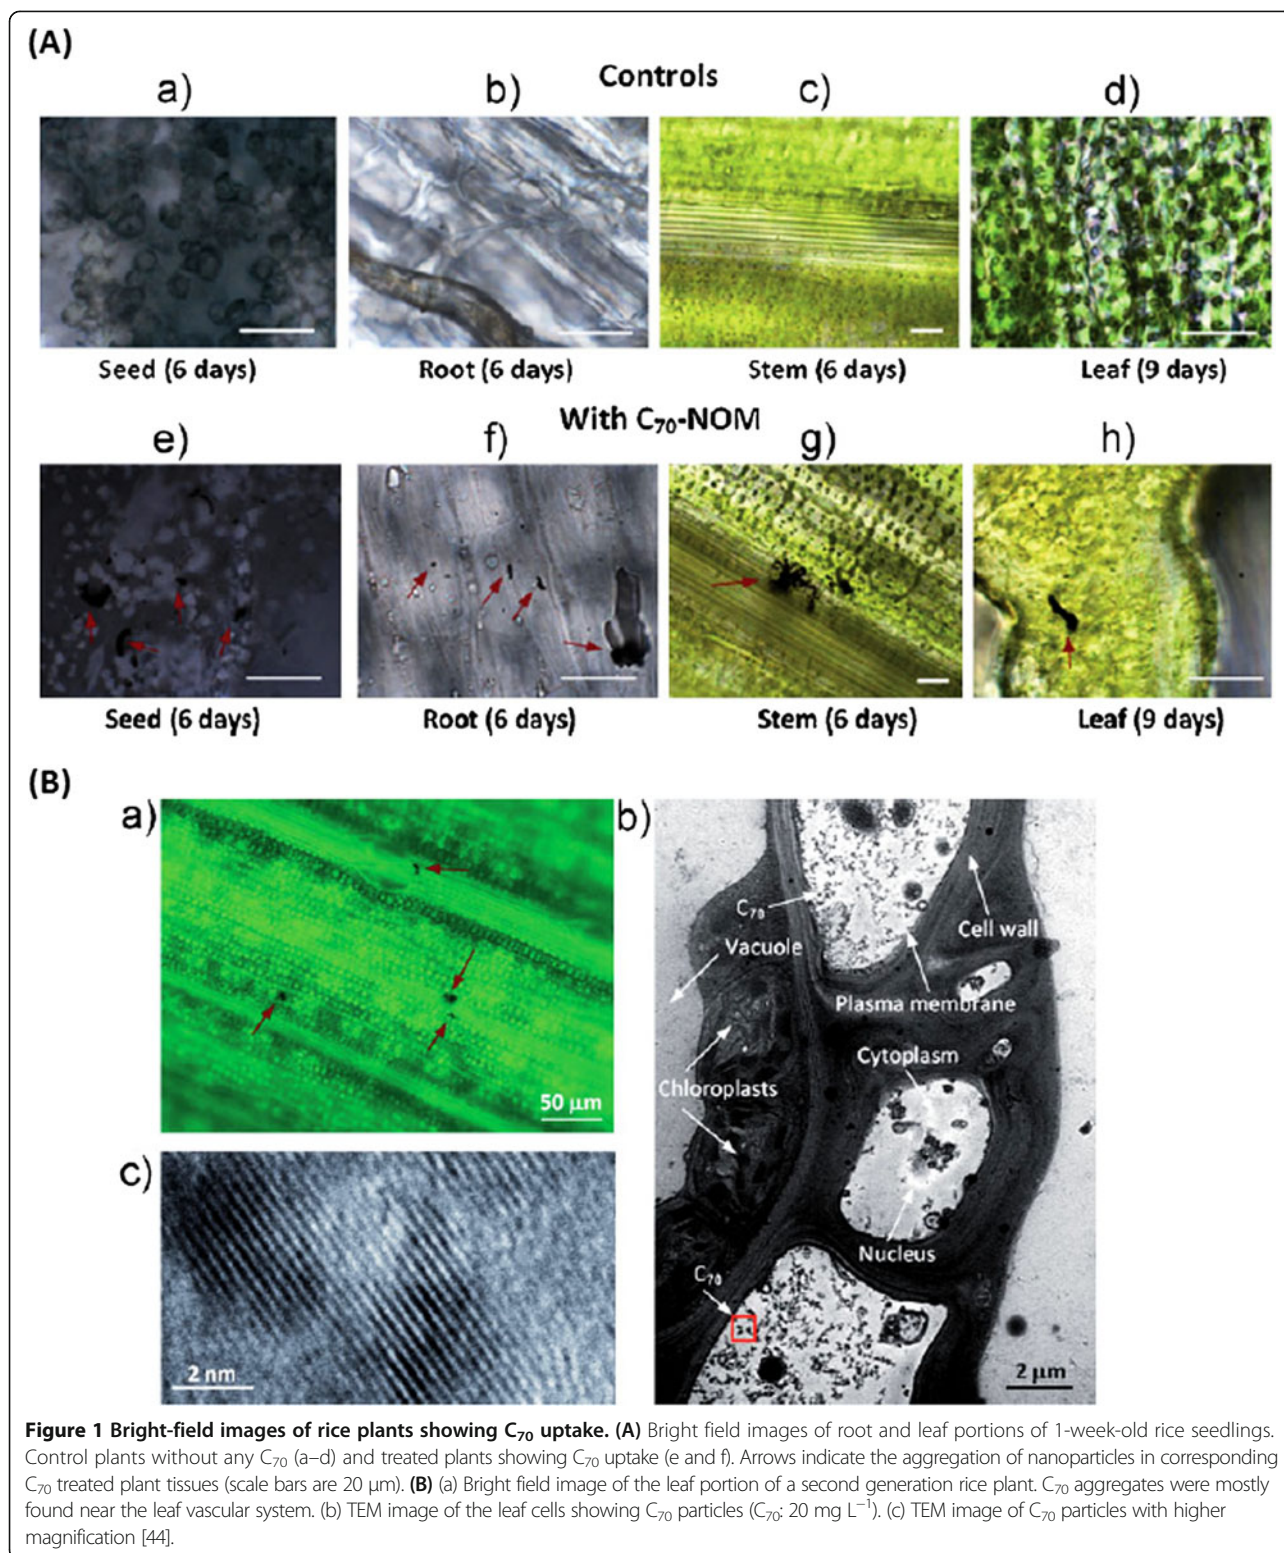 (A)
Controls
a) b) c) d)
Seed (6 days) Root (6 days) Stem (6 days) Leaf (9 days)
With C₇₀-NOM
e) f) g) h)
Seed (6 days) Root (6 days) Stem (6 days) Leaf (9 days)
(B)
a)
50 µm
b)
C₇₀
Vacuole
Cell wall
Plasma membrane
Cytoplasm
Chloroplasts
Nucleus
C₇₀
2 µm
c)
2 nm
Figure 1 Bright-field images of rice plants showing C₇₀ uptake. (A) Bright field images of root and leaf portions of 1-week-old rice seedlings.
Control plants without any C₇₀ (a–d) and treated plants showing C₇₀ uptake (e and f). Arrows indicate the aggregation of nanoparticles in corresponding
C₇₀ treated plant tissues (scale bars are 20 µm). (B) (a) Bright field image of the leaf portion of a second generation rice plant. C₇₀ aggregates were mostly
found near the leaf vascular system. (b) TEM image of the leaf cells showing C₇₀ particles (C₇₀: 20 mg L⁻¹). (c) TEM image of C₇₀ particles with higher
magnification [44].